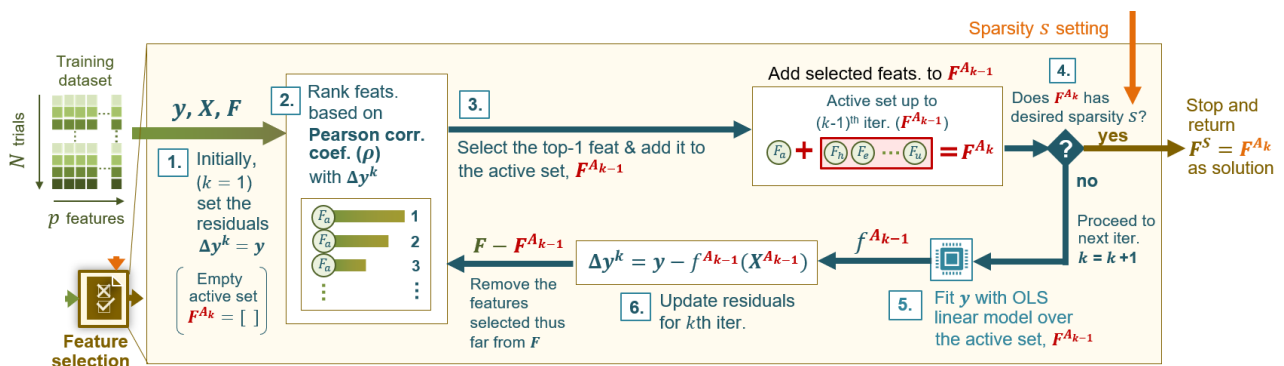 Training
dataset
N trials
p features
Feature
selection
y, X, F
1.
Initially,
(k = 1)
set the
residuals
Δy^k = y
Empty
active set
F^{A_k} = [ ]
2.
Rank feats.
based on
Pearson corr.
coef. (ρ)
with Δy^k
F_a 1
F_a 2
F_a 3
⋮ ⋮
3.
Select the top-1 feat & add it to
the active set, F^{A_{k-1}}
Add selected feats. to F^{A_{k-1}}
Active set up to
(k-1)^th iter. (F^{A_{k-1}})
F_a + F_h F_e ⋯ F_u = F^{A_k}
Sparsity S setting
4.
Does F^{A_k} has
desired sparsity S?
?
yes
Stop and
return
F^S = F^{A_k}
as solution
no
Proceed to
next iter.
k = k+1
5.
Fit y with OLS
linear model over
the active set, F^{A_{k-1}}
f^{A_{k-1}}
Δy^k = y − f^{A_{k-1}}(X^{A_{k-1}})
6.
Update residuals
for kth iter.
F − F^{A_{k-1}}
Remove the
features
selected thus
far from F